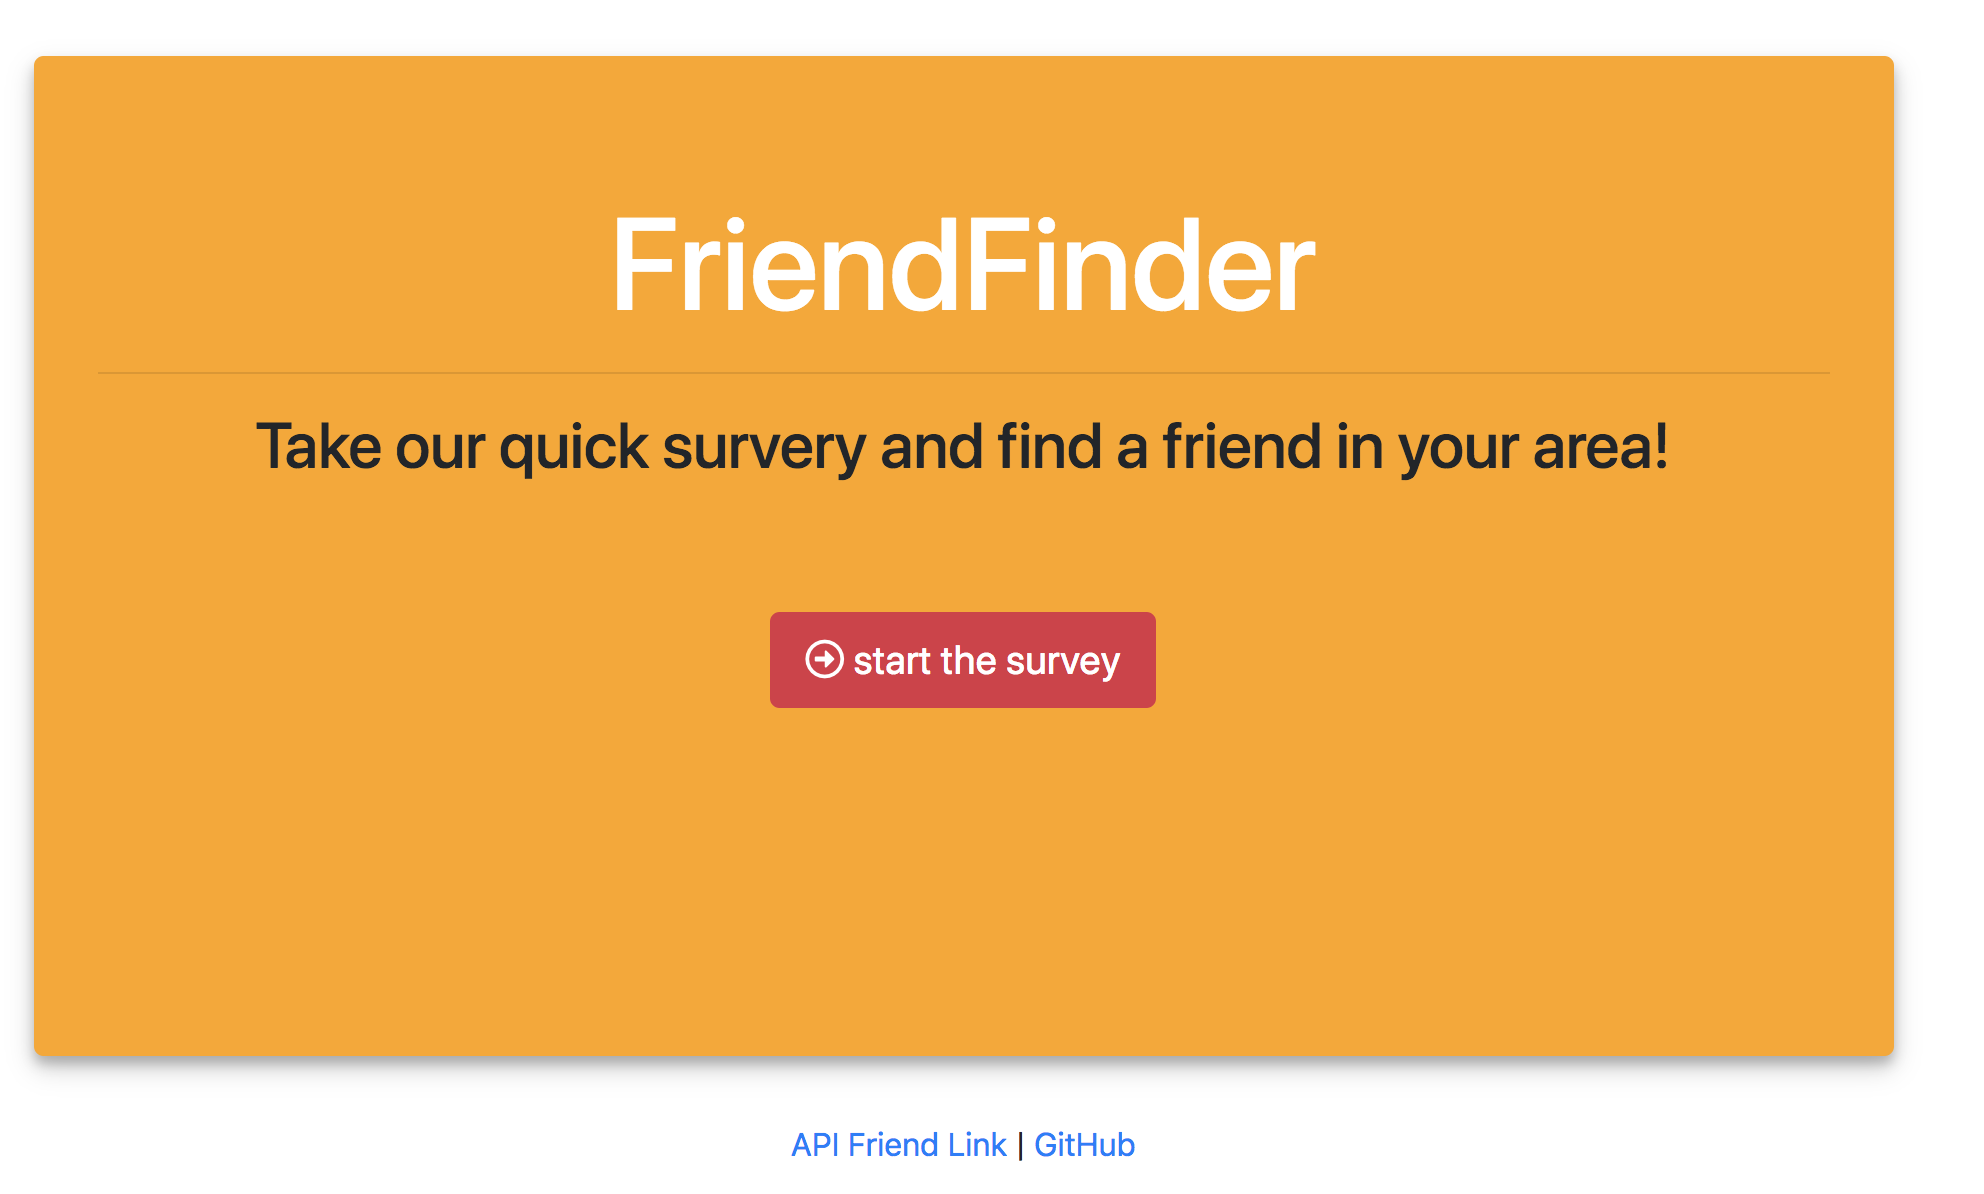 FriendFinder
Take our quick survery and find a friend in your area!
start the survey
API Friend Link | GitHub